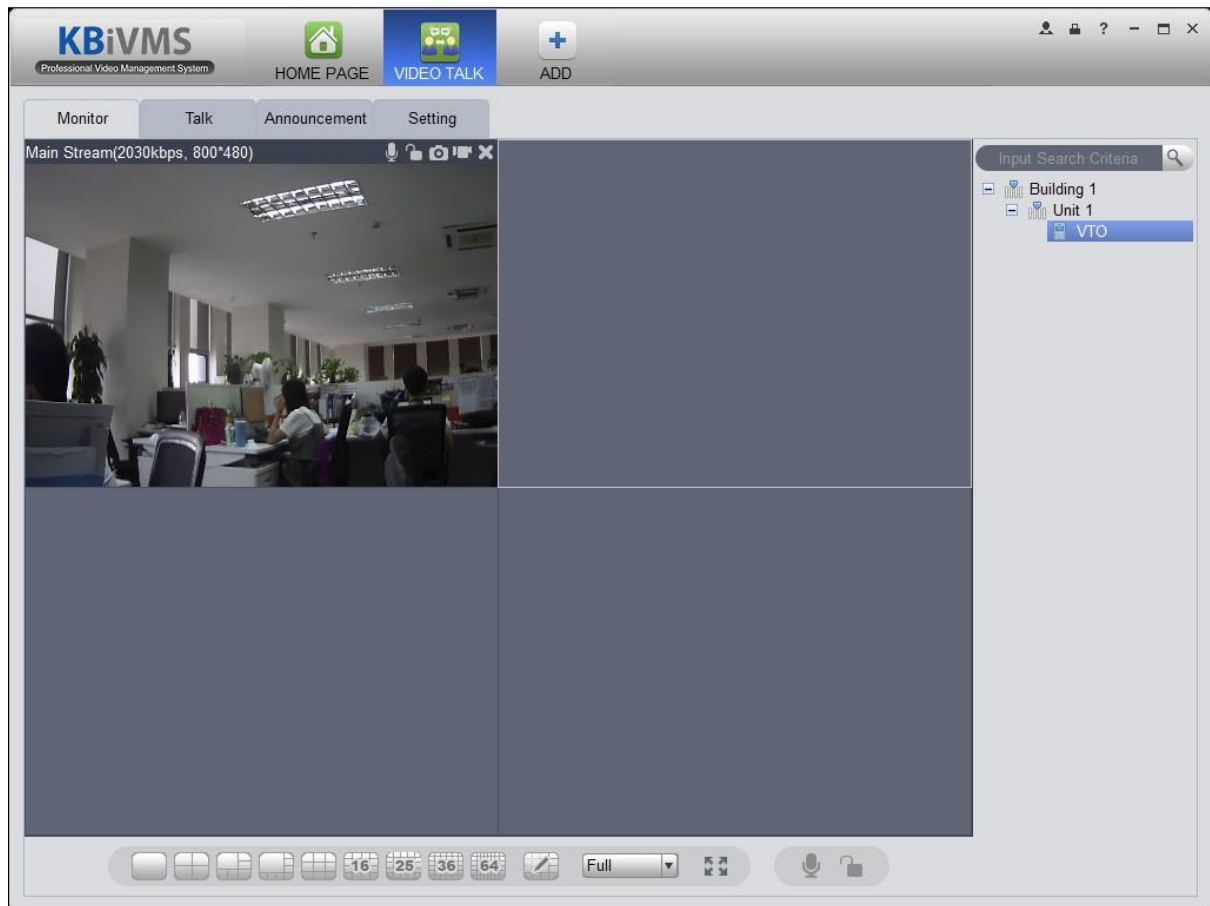 KBiVMS
Professional Video Management System
HOME PAGE
VIDEO TALK
ADD
Monitor
Talk
Announcement
Setting
Main Stream(2030kbps, 800*480)
Input Search Criteria
Building 1
Unit 1
VTO
16
25
36
64
Full